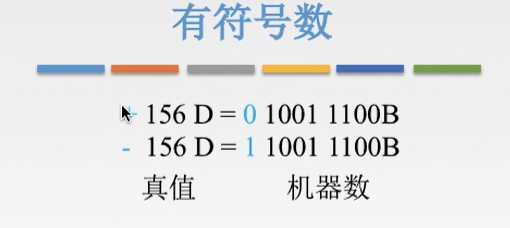 有符号数
+ 156 D = 0 1001 1100B
- 156 D = 1 1001 1100B
真值 机器数